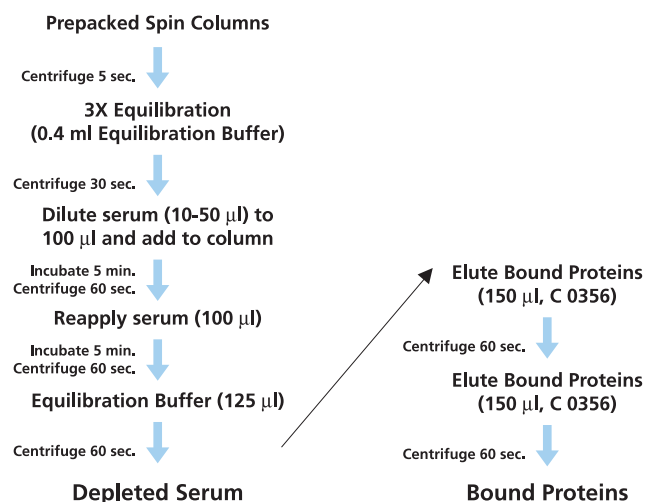 Prepacked Spin Columns
Centrifuge 5 sec.
3X Equilibration
(0.4 ml Equilibration Buffer)
Centrifuge 30 sec.
Dilute serum (10-50 μl) to
100 μl and add to column
Incubate 5 min.
Centrifuge 60 sec.
Reapply serum (100 μl)
Incubate 5 min.
Centrifuge 60 sec.
Equilibration Buffer (125 μl)
Centrifuge 60 sec.
Depleted Serum
Elute Bound Proteins
(150 μl, C 0356)
Centrifuge 60 sec.
Elute Bound Proteins
(150 μl, C 0356)
Centrifuge 60 sec.
Bound Proteins